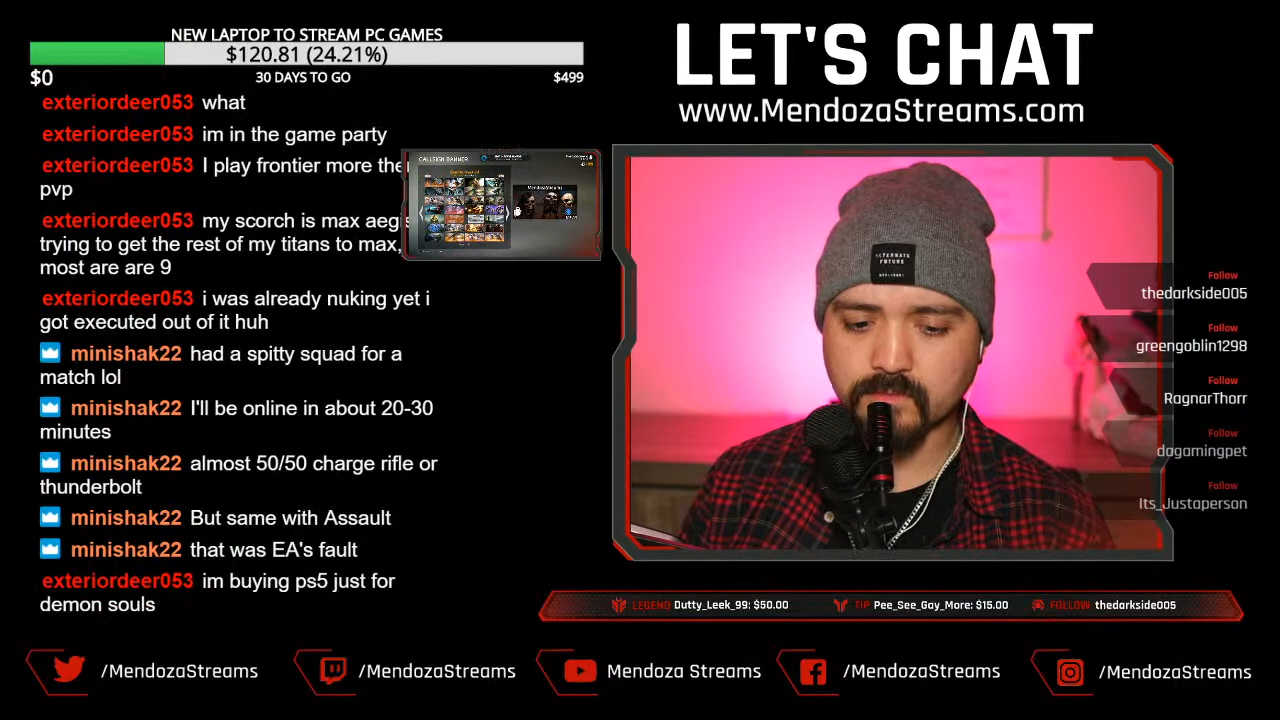 NEW LAPTOP TO STREAM PC GAMES
$120.81 (24.21%)
$0
30 DAYS TO GO
$499
exteriordeer053 what
exteriordeer053 im in the game party
exteriordeer053 I play frontier more
pvp
exteriordeer053 my scorch is max
trying to get the rest of my titans to max,
most are are 9
exteriordeer053 i was already nuking yet i
got executed out of it huh
minishak22 had a spitty squad for a
match lol
minishak22 I'll be online in about 20-30
minutes
minishak22 almost 50/50 charge rifle or
thunderbolt
minishak22 But same with Assault
minishak22 that was EA's fault
exteriordeer053 im buying ps5 just for
demon souls
CALLSIGN BANNER
MendozaStreams
LET'S CHAT
www.MendozaStreams.com
ALTERNATE
FUTURE
Follow
thedarkside005
Follow
greengoblin1298
Follow
RagnarThorr
Follow
dagamingpet
Follow
Its_Justaperson
LEGEND Dutty_Leek_99: $50.00 TIP Pee_See_Gay_More: $15.00 FOLLOW thedarkside005
/MendozaStreams /MendozaStreams Mendoza Streams /MendozaStreams /MendozaStreams